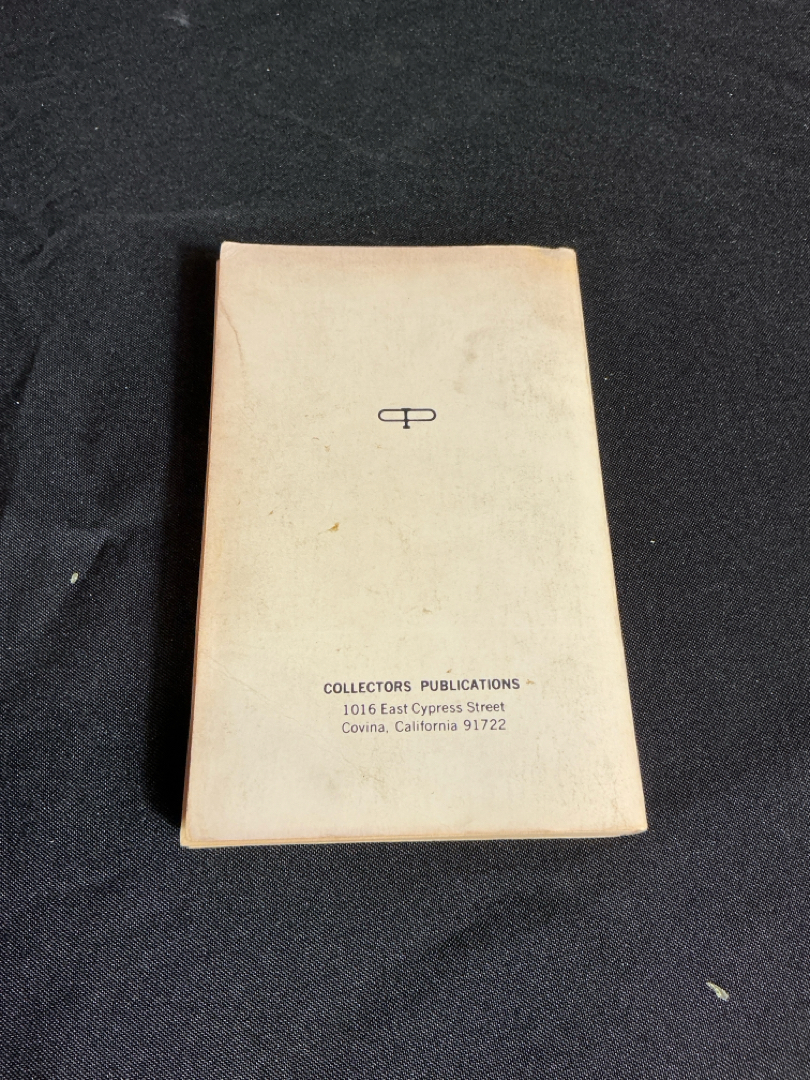 COLLECTORS PUBLICATIONS
1016 East Cypress Street
Covina, California 91722